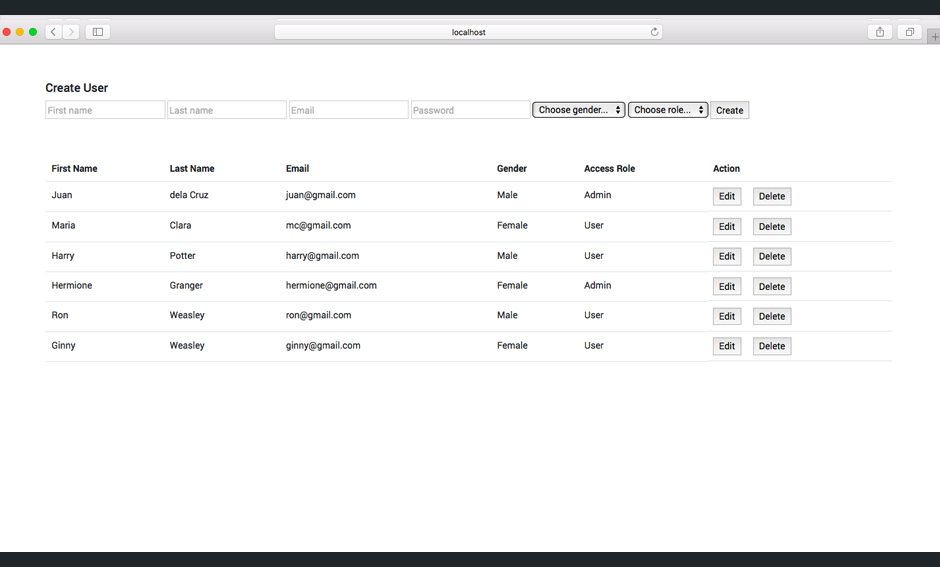 localhost
Create User
First name Last name Email Password Choose gender... Choose role... Create
First Name Last Name Email Gender Access Role Action
Juan dela Cruz juan@gmail.com Male Admin Edit Delete
Maria Clara mc@gmail.com Female User Edit Delete
Harry Potter harry@gmail.com Male User Edit Delete
Hermione Granger hermione@gmail.com Female Admin Edit Delete
Ron Weasley ron@gmail.com Male User Edit Delete
Ginny Weasley ginny@gmail.com Female User Edit Delete